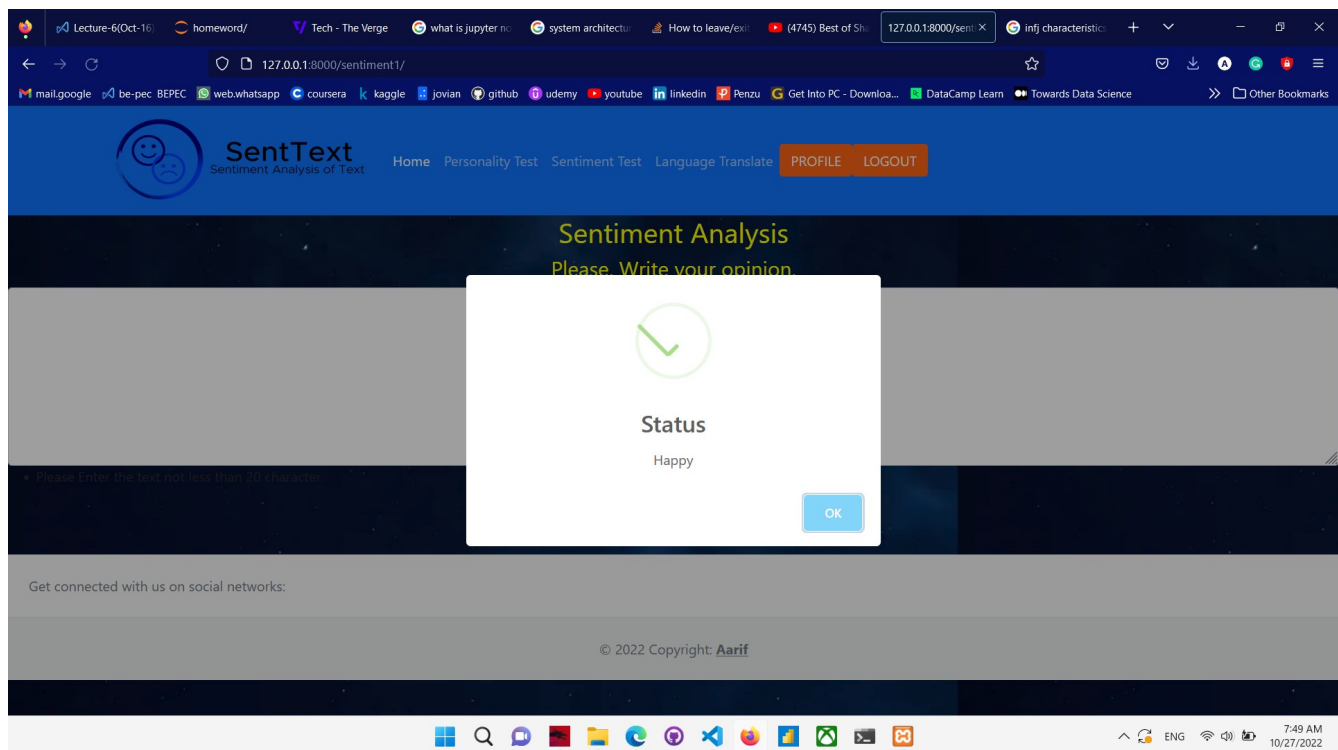 Lecture-6(Oct-16)
homeword/
Tech - The Verge
what is jupyter no
system architectur
How to leave/exit
(4745) Best of Sha
127.0.0.1:8000/senti
infj characteristics
127.0.0.1:8000/sentiment1/
mail.google be-pec BEPEC web.whatsapp coursera kaggle jovian github udemy youtube linkedin Penzu Get Into PC - Downloa... DataCamp Learn Towards Data Science Other Bookmarks
SentText
Sentiment Analysis of Text
Home Personality Test Sentiment Test Language Translate PROFILE LOGOUT
Sentiment Analysis
Please, Write your opinion.
Status
Happy
OK
• Please Enter the text not less than 20 character.
Get connected with us on social networks:
© 2022 Copyright: Aarif
ENG
7:49 AM
10/27/2022